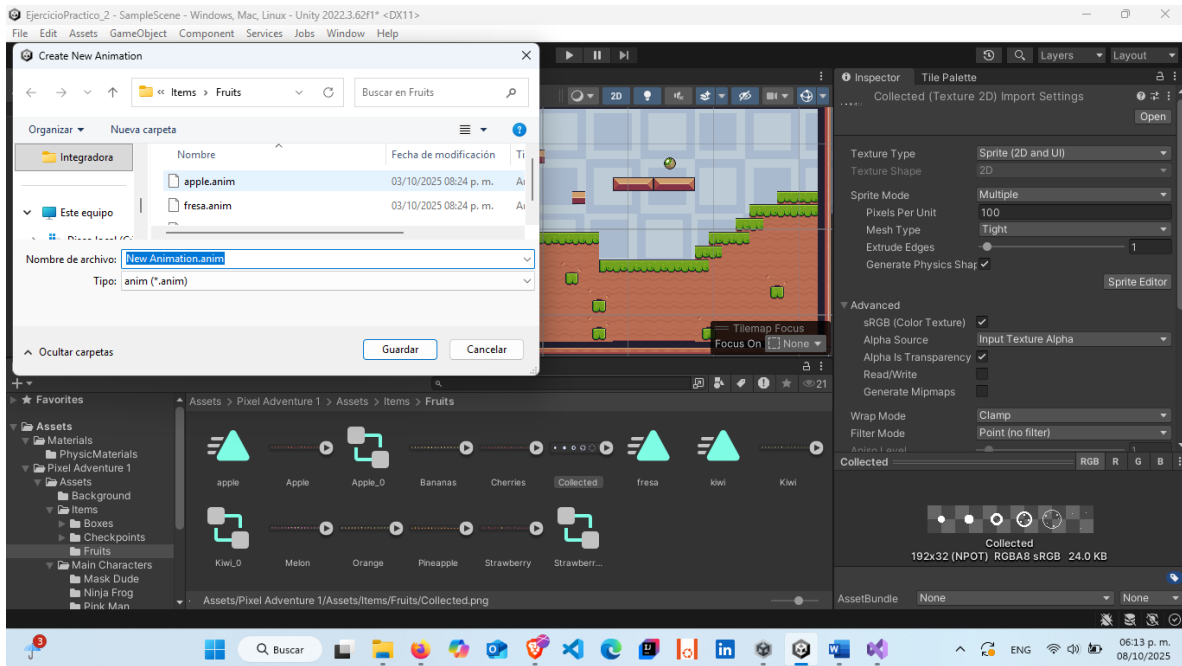 EjercicioPractico_2 - SampleScene - Windows, Mac, Linux - Unity 2022.3.62f1* <DX11>
File Edit Assets GameObject Component Services Jobs Window Help
Create New Animation
Layers
Layout
« Items > Fruits
Buscar en Fruits
Organizar
Nueva carpeta
Integradora
Nombre
Fecha de modificación
Ti
apple.anim
03/10/2025 08:24 p. m.
fresa.anim
03/10/2025 08:24 p. m.
Este equipo
Nombre de archivo:
New Animation.anim
Tipo:
anim (*.anim)
Ocultar carpetas
Guardar
Cancelar
2D
Tilemap Focus
Focus On
None
Inspector
Tile Palette
Collected (Texture 2D) Import Settings
Open
Texture Type
Sprite (2D and UI)
Texture Shape
2D
Sprite Mode
Multiple
Pixels Per Unit
100
Mesh Type
Tight
Extrude Edges
1
Generate Physics Shap
Sprite Editor
Advanced
sRGB (Color Texture)
Alpha Source
Input Texture Alpha
Alpha Is Transparency
Read/Write
Generate Mipmaps
Wrap Mode
Clamp
Filter Mode
Point (no filter)
Aniso Level
1
Collected
RGB R G B
Collected
192x32 (NPOT) RGBA8 sRGB 24.0 KB
AssetBundle
None
None
21
Favorites
Assets
Materials
PhysicMaterials
Pixel Adventure 1
Assets
Background
Items
Boxes
Checkpoints
Fruits
Main Characters
Mask Dude
Ninja Frog
Pink Man
Assets > Pixel Adventure 1 > Assets > Items > Fruits
apple
Apple
Apple_0
Bananas
Cherries
Collected
fresa
kiwi
Kiwi
Kiwi_0
Melon
Orange
Pineapple
Strawberry
Strawberr...
Assets/Pixel Adventure 1/Assets/Items/Fruits/Collected.png
3
Buscar
ENG
06:13 p. m.
08/10/2025